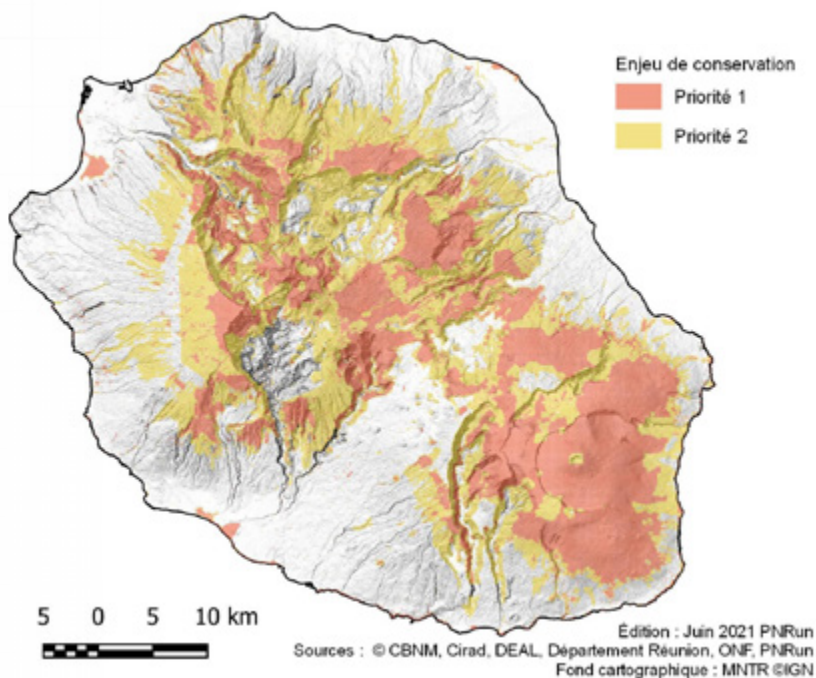 Enjeu de conservation
Priorité 1
Priorité 2
5 0 5 10 km
Édition : Juin 2021 PNRun
Sources : © CBNM, Cirad, DEAL, Département Réunion, ONF, PNRun
Fond cartographique : MNTR ©IGN